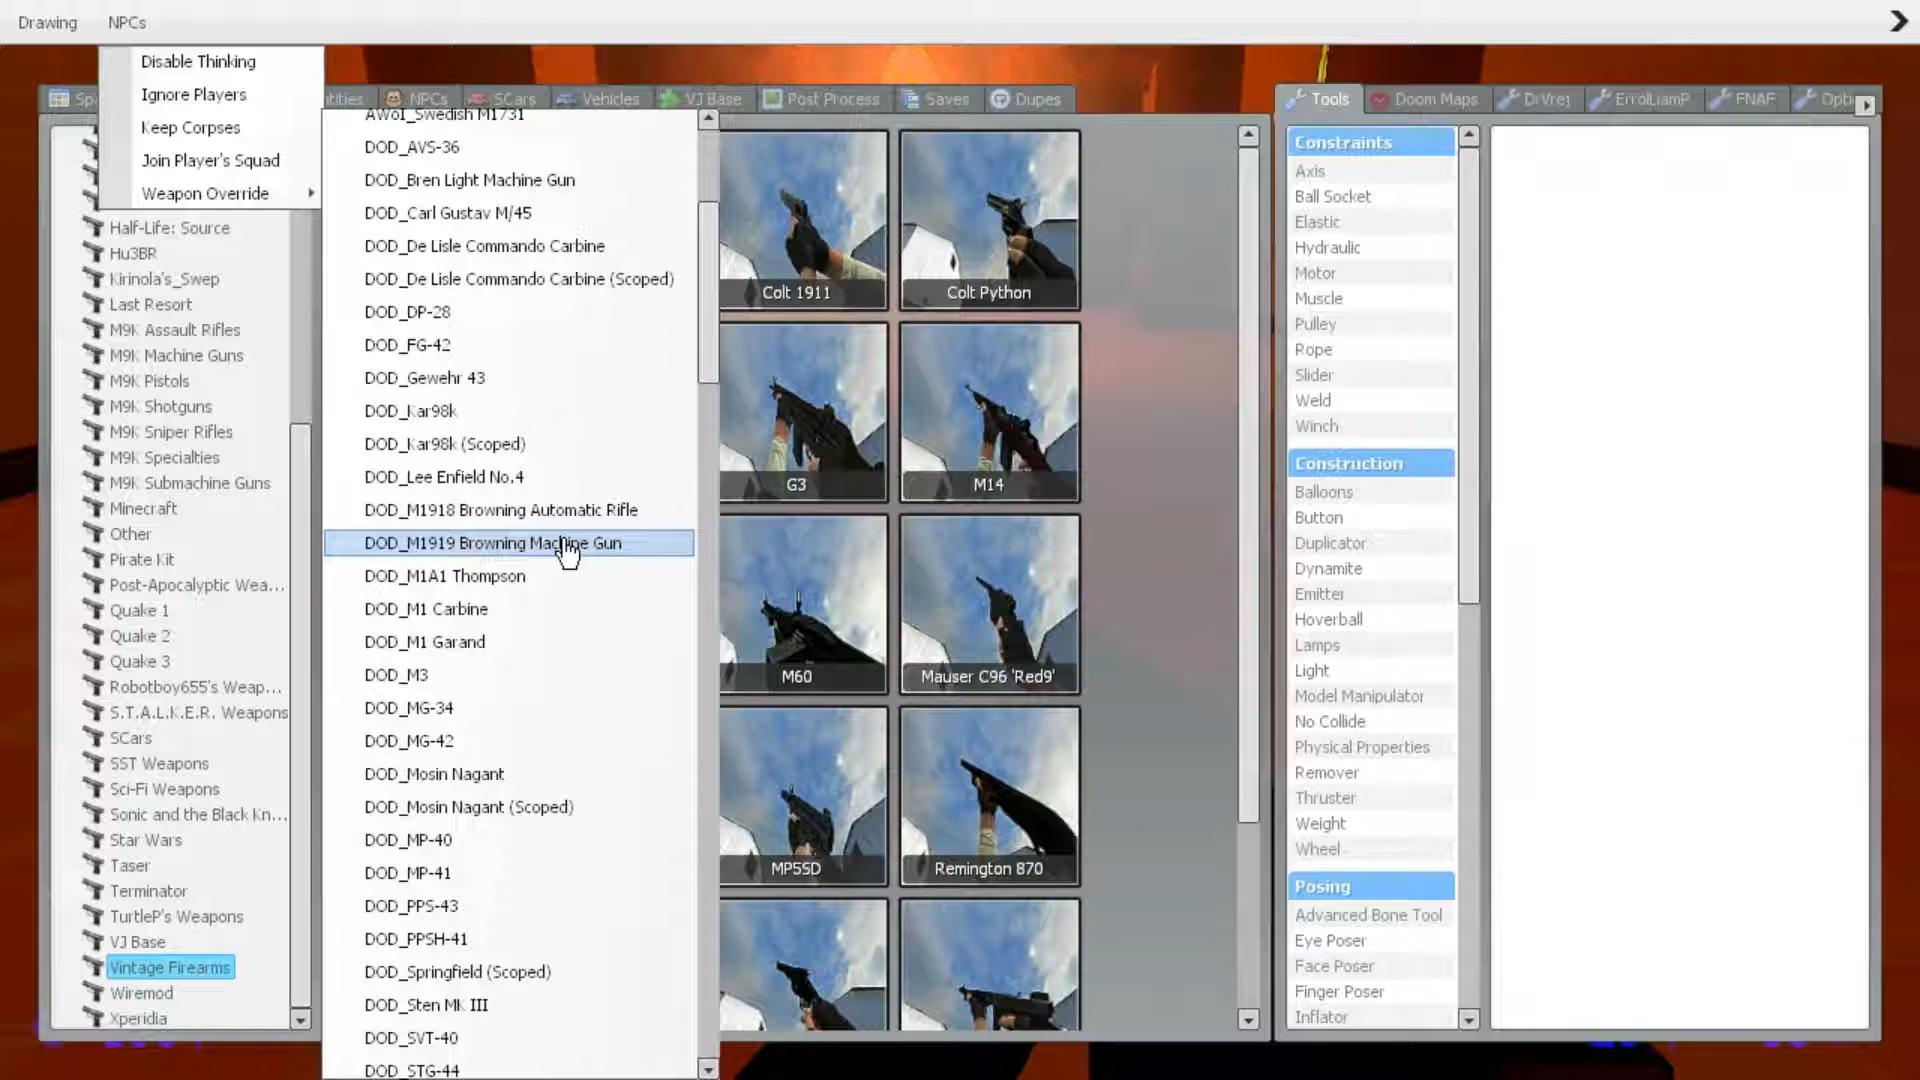 Drawing
NPCs
Disable Thinking
Ignore Players
Keep Corpses
Join Player's Squad
Weapon Override
NPCs
SCars
Vehicles
VJ Base
Post Process
Saves
Dupes
Half-Life: Source
Hu3BR
Kirinola's_Swep
Last Resort
M9K Assault Rifles
M9K Machine Guns
M9K Pistols
M9K Shotguns
M9K Sniper Rifles
M9K Specialties
M9K Submachine Guns
Minecraft
Other
Pirate Kit
Post-Apocalyptic Wea...
Quake 1
Quake 2
Quake 3
Robotboy655's Weap...
S.T.A.L.K.E.R. Weapons
SCars
SST Weapons
Sci-Fi Weapons
Sonic and the Black Kn...
Star Wars
Taser
Terminator
TurtleP's Weapons
VJ Base
Vintage Firearms
Wiremod
Xperidia
AWoI_Swedish M1731
DOD_AVS-36
DOD_Bren Light Machine Gun
DOD_Carl Gustav M/45
DOD_De Lisle Commando Carbine
DOD_De Lisle Commando Carbine (Scoped)
DOD_DP-28
DOD_FG-42
DOD_Gewehr 43
DOD_Kar98k
DOD_Kar98k (Scoped)
DOD_Lee Enfield No.4
DOD_M1918 Browning Automatic Rifle
DOD_M1919 Browning Machine Gun
DOD_M1A1 Thompson
DOD_M1 Carbine
DOD_M1 Garand
DOD_M3
DOD_MG-34
DOD_MG-42
DOD_Mosin Nagant
DOD_Mosin Nagant (Scoped)
DOD_MP-40
DOD_MP-41
DOD_PPS-43
DOD_PPSH-41
DOD_Springfield (Scoped)
DOD_Sten Mk III
DOD_SVT-40
DOD_STG-44
Colt 1911
Colt Python
G3
M14
M60
Mauser C96 'Red9'
MP5SD
Remington 870
Tools
Doom Maps
DrVrej
ErrolLiamP
FNAF
Constraints
Axis
Ball Socket
Elastic
Hydraulic
Motor
Muscle
Pulley
Rope
Slider
Weld
Winch
Construction
Balloons
Button
Duplicator
Dynamite
Emitter
Hoverball
Lamps
Light
Model Manipulator
No Collide
Physical Properties
Remover
Thruster
Weight
Wheel
Posing
Advanced Bone Tool
Eye Poser
Face Poser
Finger Poser
Inflator